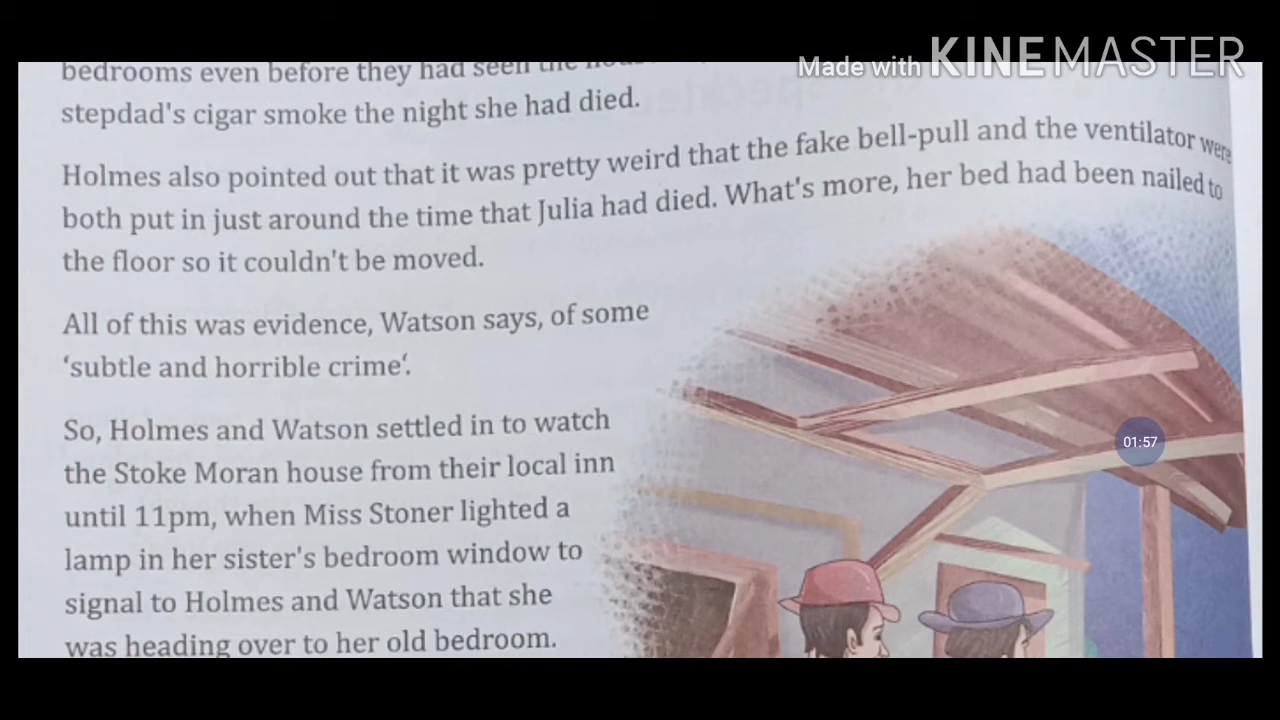 Made with KINEMASTER
bedrooms even before they had seen the
stepdad's cigar smoke the night she had died.
Holmes also pointed out that it was pretty weird that the fake bell-pull and the ventilator were
both put in just around the time that Julia had died. What's more, her bed had been nailed to
the floor so it couldn't be moved.
All of this was evidence, Watson says, of some
‘subtle and horrible crime‘.
So, Holmes and Watson settled in to watch
the Stoke Moran house from their local inn
until 11pm, when Miss Stoner lighted a
lamp in her sister's bedroom window to
signal to Holmes and Watson that she
was heading over to her old bedroom.
01:57